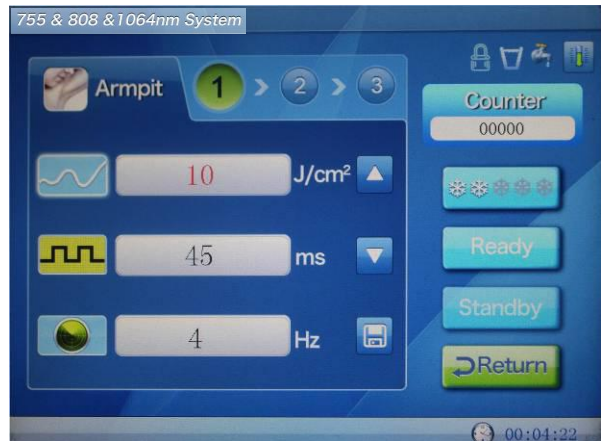 755 & 808 &1064nm System
Armpit
1 > 2 > 3
Counter
00000
10 J/cm²
45 ms
Ready
4 Hz
Standby
Return
00:04:22